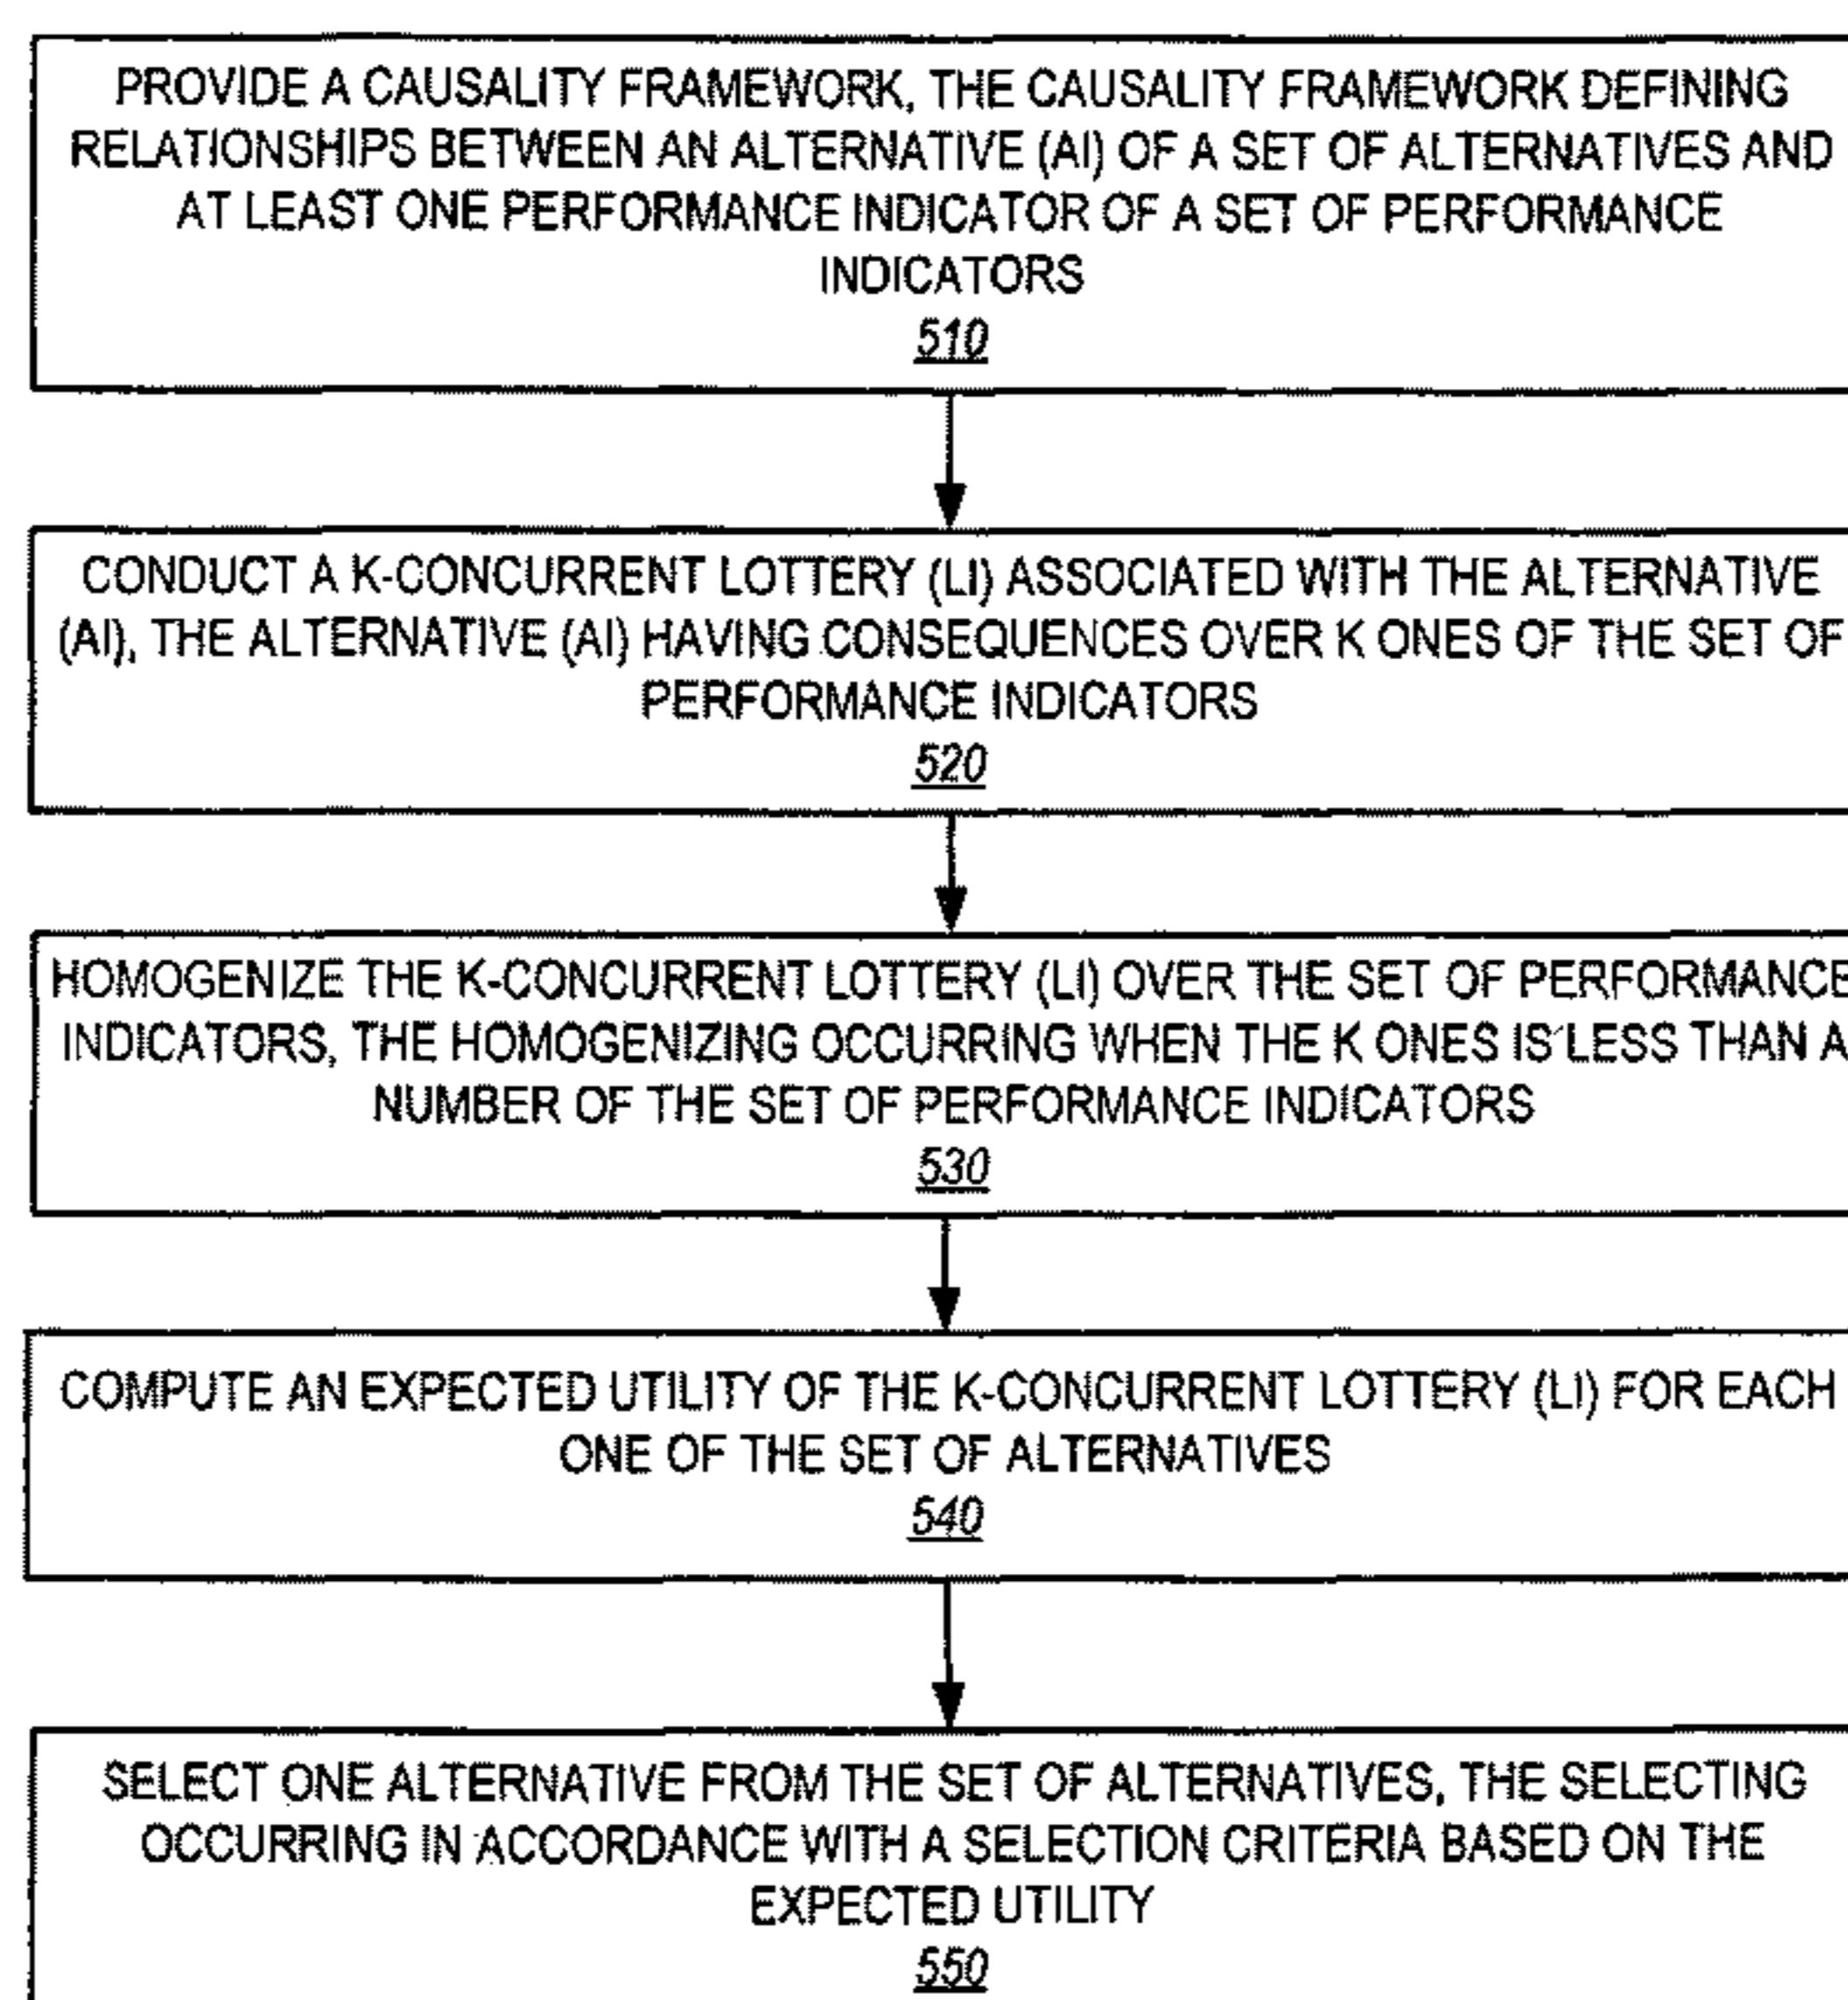 PROVIDE A CAUSALITY FRAMEWORK, THE CAUSALITY FRAMEWORK DEFINING
RELATIONSHIPS BETWEEN AN ALTERNATIVE (AI) OF A SET OF ALTERNATIVES AND
AT LEAST ONE PERFORMANCE INDICATOR OF A SET OF PERFORMANCE
INDICATORS
510
CONDUCT A K-CONCURRENT LOTTERY (LI) ASSOCIATED WITH THE ALTERNATIVE
(AI), THE ALTERNATIVE (AI) HAVING CONSEQUENCES OVER K ONES OF THE SET OF
PERFORMANCE INDICATORS
520
HOMOGENIZE THE K-CONCURRENT LOTTERY (LI) OVER THE SET OF PERFORMANCE
INDICATORS, THE HOMOGENIZING OCCURRING WHEN THE K ONES IS LESS THAN A
NUMBER OF THE SET OF PERFORMANCE INDICATORS
530
COMPUTE AN EXPECTED UTILITY OF THE K-CONCURRENT LOTTERY (LI) FOR EACH
ONE OF THE SET OF ALTERNATIVES
540
SELECT ONE ALTERNATIVE FROM THE SET OF ALTERNATIVES, THE SELECTING
OCCURRING IN ACCORDANCE WITH A SELECTION CRITERIA BASED ON THE
EXPECTED UTILITY
550